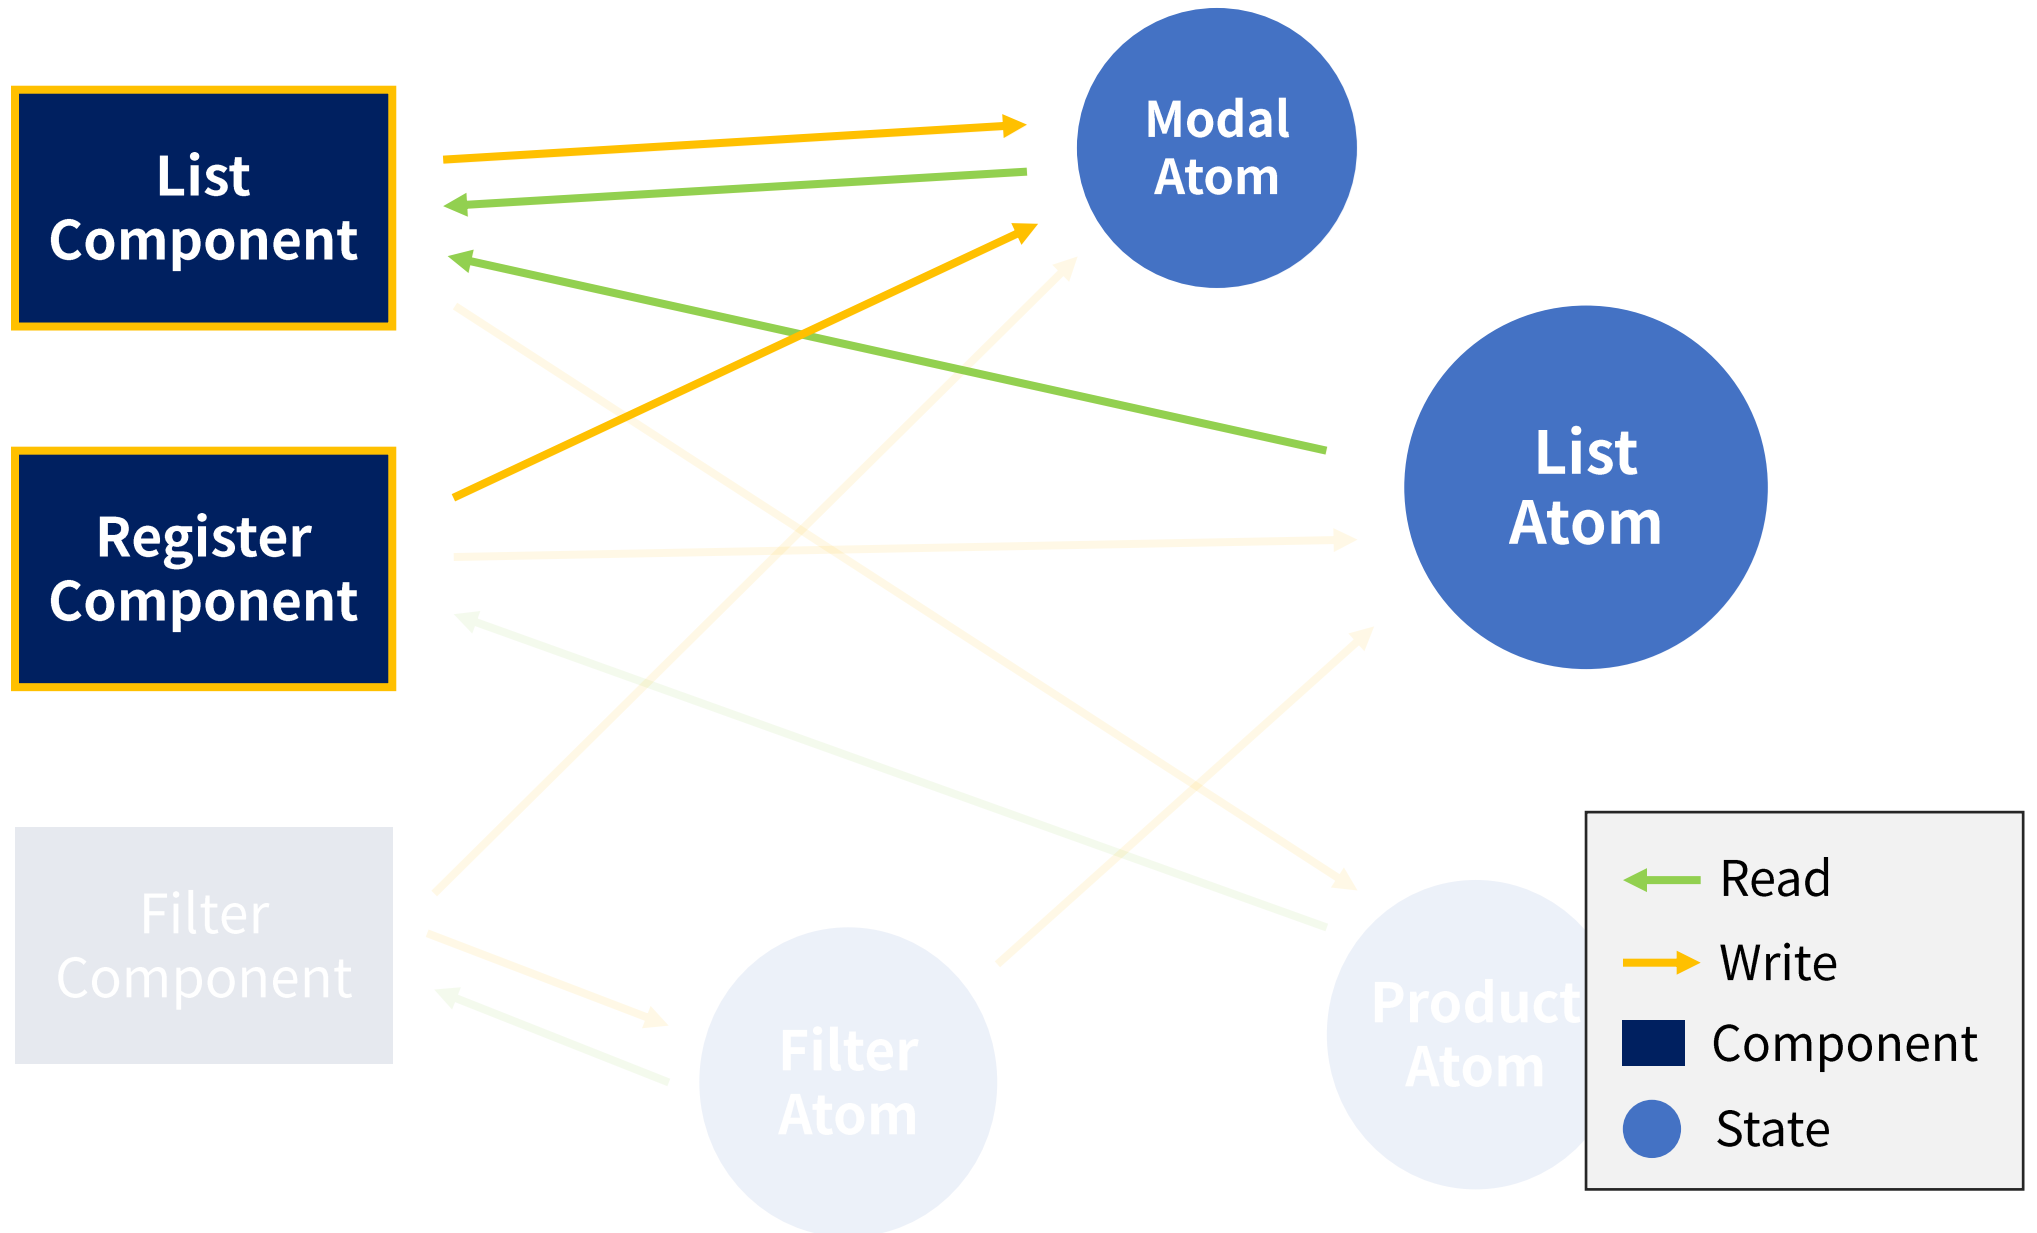 List
Component
Register
Component
Filter
Component
Modal
Atom
List
Atom
Filter
Atom
Product
Atom
Read
Write
Component
State